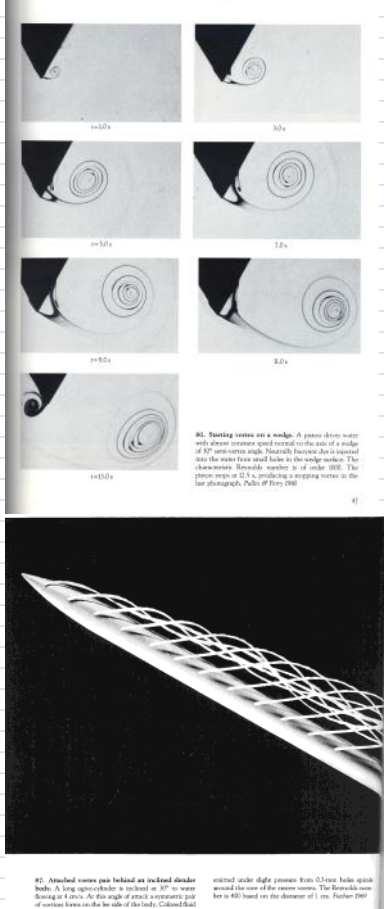 t=1.0 s
3.0 s
t=5.0 s
7.0 s
t=9.0 s
11.0 s
t=13.0 s
80. Starting vortex on a wedge. A piston drives water
with almost constant speed normal to the axis of a wedge
of 30° semi-vertex angle. Neutrally buoyant dye is injected
into the water from small holes in the wedge surface. The
characteristic Reynolds number is of order 1000. The
piston stops at 12.5 s, producing a stopping vortex in the
last photograph. Pullin & Perry 1980
47
Attached vortex pair behind an inclined slender
body. A long ogive-cylinder is inclined at 30° to water
flowing at 4 cm/s. At this angle of attack a symmetric pair
of vortices forms on the lee side of the body. Colored fluid
emitted under slight pressure from 0.3-mm holes spirals
around the core of the nearer vortex. The Reynolds num-
ber is 400 based on the diameter of 1 cm. Fiechter 1969